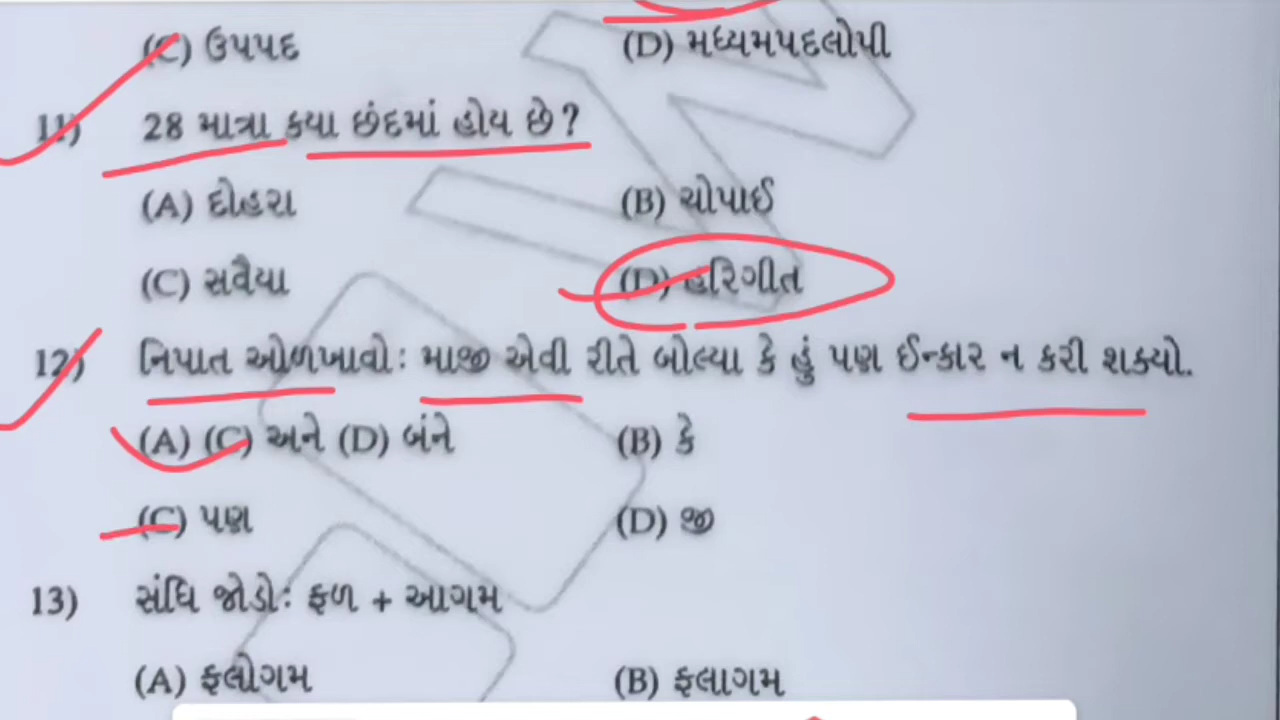 (C) ઉપપદ (D) મધ્યમપદલોપી
11) 28 માત્રા કયા છંદમાં હોય છે?
(A) દોહરા (B) ચોપાઈ
(C) સવૈયા (D) હરિગીત
12) નિપાત ઓળખાવો: માજી એવી રીતે બોલ્યા કે હું પણ ઈન્કાર ન કરી શક્યો.
(A) (C) અને (D) બંને (B) કે
(C) પણ (D) જી
13) સંધિ જોડો: ફળ + આગમ
(A) ફલોગમ (B) ફલાગમ